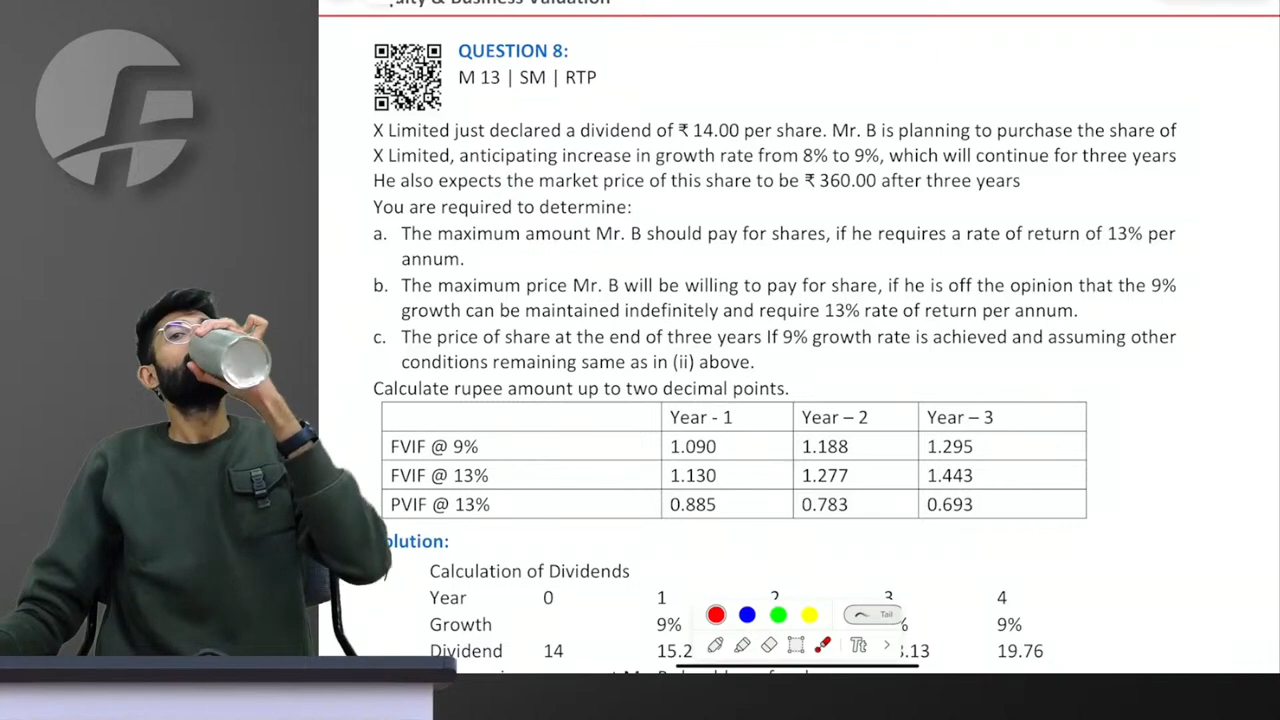 QUESTION 8:
M 13 | SM | RTP
X Limited just declared a dividend of ₹ 14.00 per share. Mr. B is planning to purchase the share of
X Limited, anticipating increase in growth rate from 8% to 9%, which will continue for three years
He also expects the market price of this share to be ₹ 360.00 after three years
You are required to determine:
a. The maximum amount Mr. B should pay for shares, if he requires a rate of return of 13% per
annum.
b. The maximum price Mr. B will be willing to pay for share, if he is off the opinion that the 9%
growth can be maintained indefinitely and require 13% rate of return per annum.
c. The price of share at the end of three years If 9% growth rate is achieved and assuming other
conditions remaining same as in (ii) above.
Calculate rupee amount up to two decimal points.
Year - 1 Year – 2 Year – 3
FVIF @ 9% 1.090 1.188 1.295
FVIF @ 13% 1.130 1.277 1.443
PVIF @ 13% 0.885 0.783 0.693
Calculation of Dividends
Year 0 1 2 3 4
Growth 9% 9%
Dividend 14 19.76
Tail